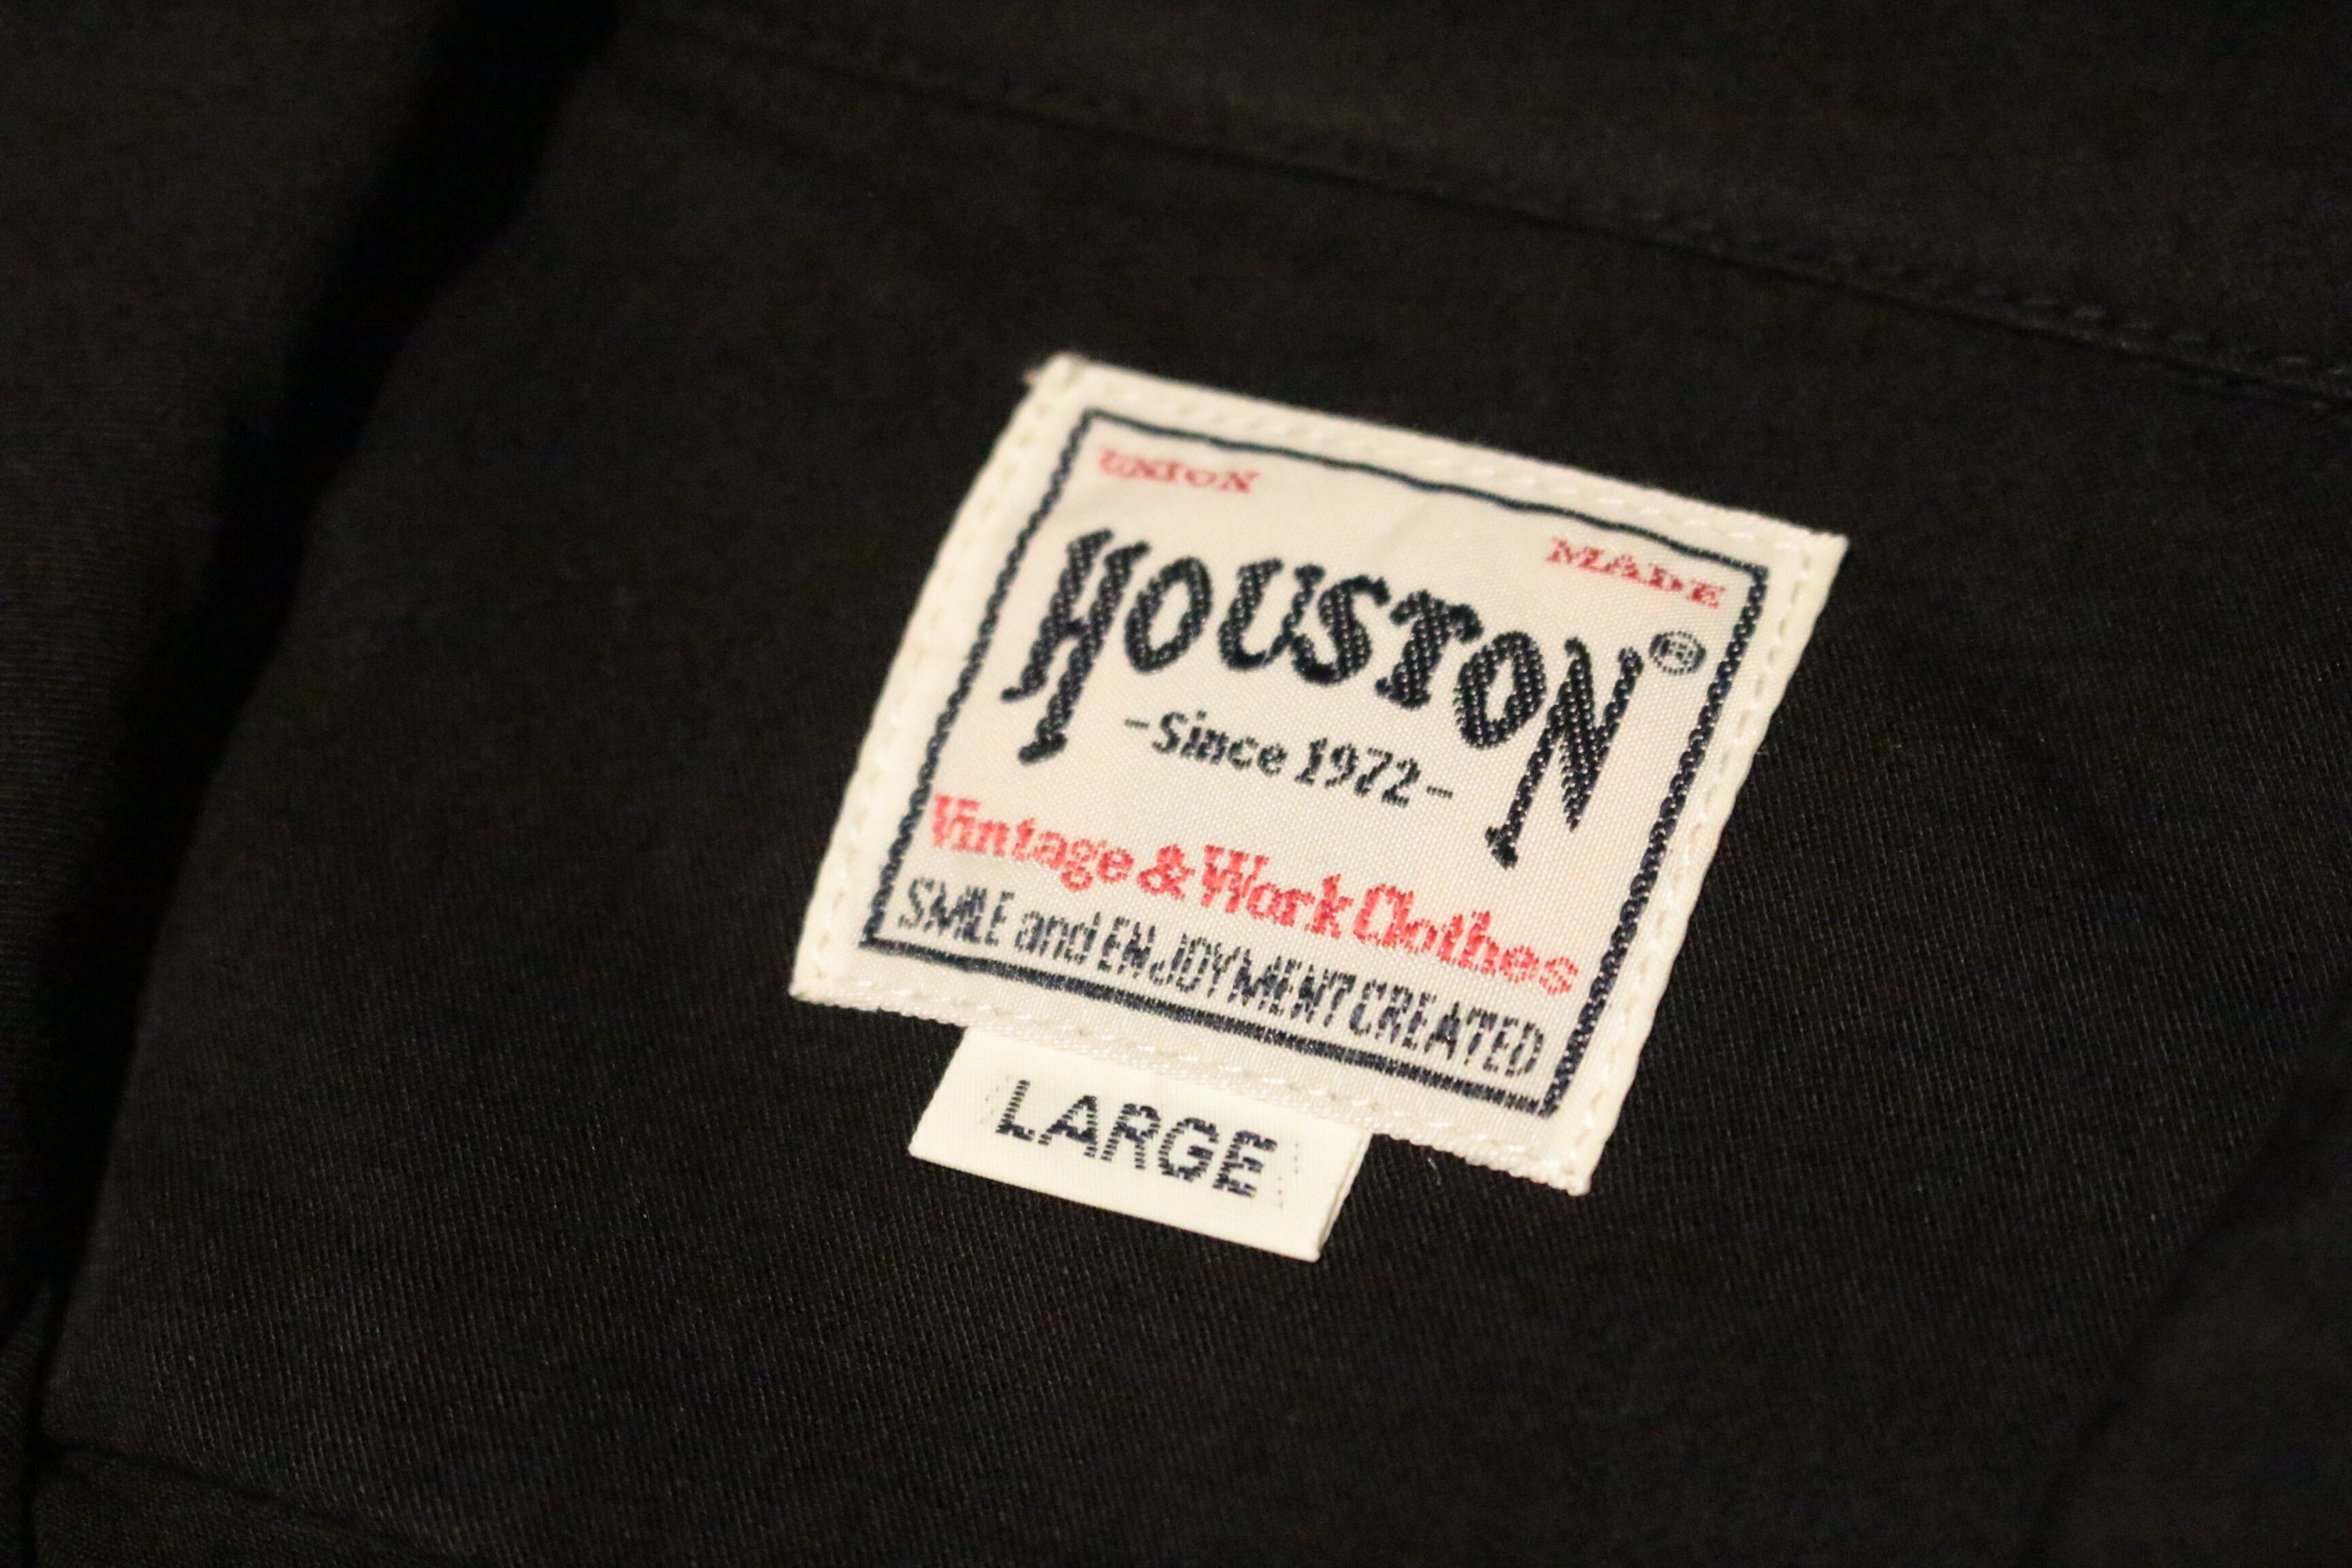 UNION MADE
HOUSTON®
-Since 1972-
Vintage & Work Clothes
SMILE and ENJOYMENT CREATED
LARGE